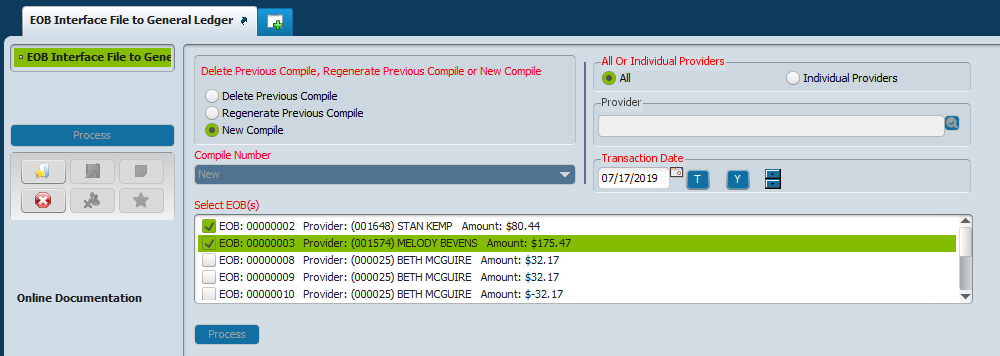 EOB Interface File to General Ledger
EOB Interface File to Gene
Process
Online Documentation
Delete Previous Compile, Regenerate Previous Compile or New Compile
Delete Previous Compile
Regenerate Previous Compile
New Compile
Compile Number
New
All Or Individual Providers
All
Individual Providers
Provider
Transaction Date
07/17/2019
T
Y
Select EOB(s)
EOB: 00000002 Provider: (001648) STAN KEMP Amount: $80.44
EOB: 00000003 Provider: (001574) MELODY BEVENS Amount: $175.47
EOB: 00000008 Provider: (000025) BETH MCGUIRE Amount: $32.17
EOB: 00000009 Provider: (000025) BETH MCGUIRE Amount: $32.17
EOB: 00000010 Provider: (000025) BETH MCGUIRE Amount: $-32.17
Process